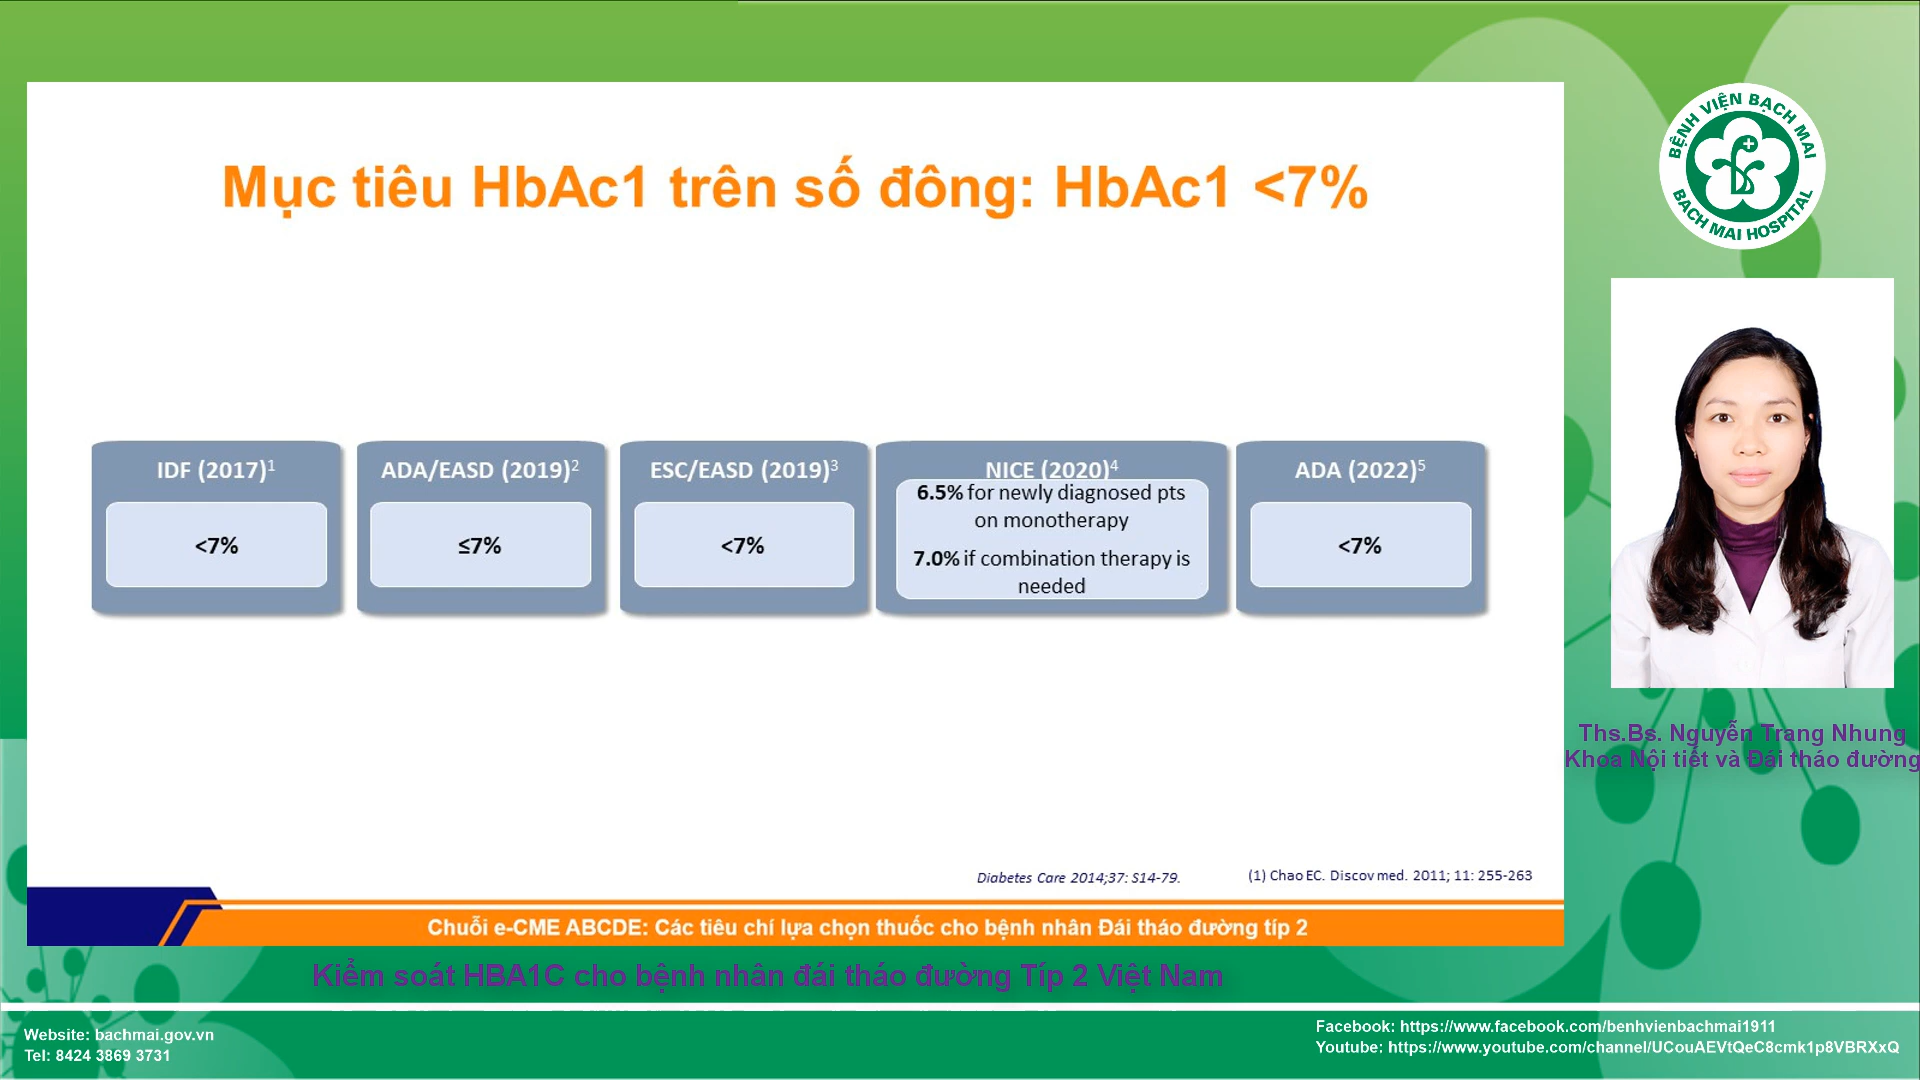 Mục tiêu HbAc1 trên số đông: HbAc1 <7%
IDF (2017)1
<7%
ADA/EASD (2019)2
≤7%
ESC/EASD (2019)3
<7%
NICE (2020)4
6.5% for newly diagnosed pts
on monotherapy
7.0% if combination therapy is
needed
ADA (2022)5
<7%
Diabetes Care 2014;37: S14-79.
(1) Chao EC. Discov med. 2011; 11: 255-263
Chuỗi e-CME ABCDE: Các tiêu chí lựa chọn thuốc cho bệnh nhân Đái tháo đường típ 2
BỆNH VIỆN BẠCH MAI
BACH MAI HOSPITAL
Ths.Bs. Nguyễn Trang Nhung
Khoa Nội tiết và Đái tháo đường
Kiểm soát HBA1C cho bệnh nhân đái tháo đường Típ 2 Việt Nam
Website: bachmai.gov.vn
Tel: 8424 3869 3731
Facebook: https://www.facebook.com/benhvienbachmai1911
Youtube: https://www.youtube.com/channel/UCouAEVtQeC8cmk1p8VBRXxQ